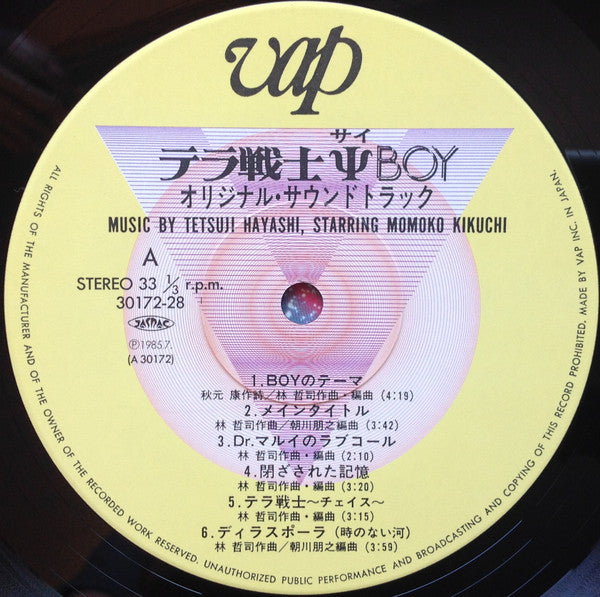 vap
サイ
テラ戦士ΨBOY
オリジナル・サウンドトラック
MUSIC BY TETSUJI HAYASHI, STARRING MOMOKO KIKUCHI
A
STEREO 33 1/3 r.p.m.
30172-28
JASRAC
Ⓟ1985.7.
(A 30172)
1.BOYのテーマ
秋元 康作詩／林 哲司作曲・編曲 (4:19)
2.メインタイトル
林 哲司作曲／朝川朋之編曲 (3:42)
3.Dr.マルイのラブコール
林 哲司作曲・編曲 (2:10)
4.閉ざされた記憶
林 哲司作曲・編曲 (3:20)
5.テラ戦士〜チェイス〜
林 哲司作曲・編曲 (3:15)
6.ディラスポーラ (時のない河)
林 哲司作曲／朝川朋之編曲 (3:59)
ALL RIGHTS OF THE MANUFACTURER AND OF THE OWNER OF THE RECORDED WORK RESERVED. UNAUTHORIZED PUBLIC PERFORMANCE AND BROADCASTING AND COPYING OF THIS RECORD PROHIBITED. MADE BY VAP INC. IN JAPAN.